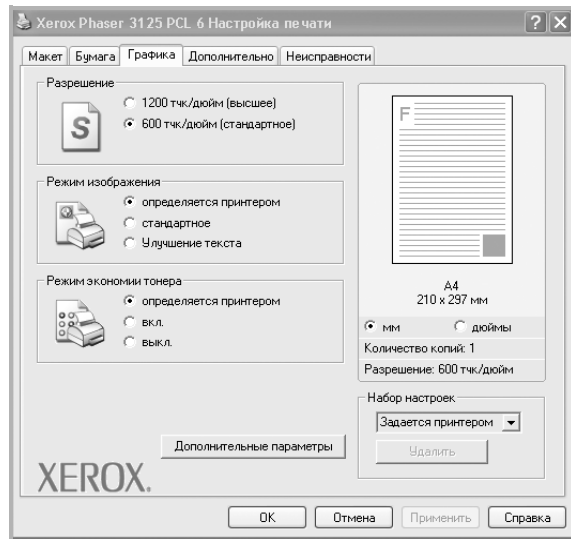 Xerox Phaser 3125 PCL 6 Настройка печати
Макет Бумага Графика Дополнительно Неисправности
Разрешение
1200 тчк/дюйм (высшее)
600 тчк/дюйм (стандартное)
S
F
Режим изображения
определяется принтером
стандартное
Улучшение текста
Режим экономии тонера
определяется принтером
вкл.
выкл.
A4
210 x 297 мм
мм дюймы
Количество копий: 1
Разрешение: 600 тчк/дюйм
Набор настроек
Задается принтером
Удалить
Дополнительные параметры
XEROX.
OK Отмена Применить Справка